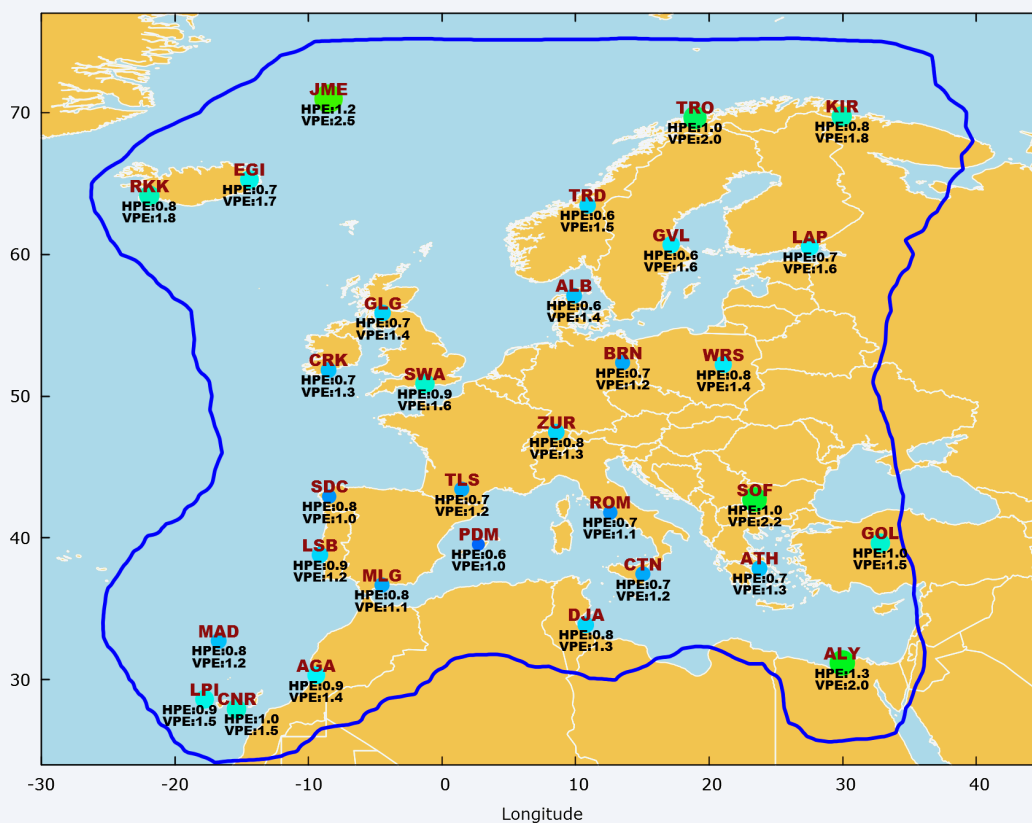 JME
HPE:1.2
VPE:2.5
TRO
HPE:1.0
VPE:2.0
KIR
HPE:0.8
VPE:1.8
70
EGI
HPE:0.7
VPE:1.7
RKK
HPE:0.8
VPE:1.8
TRD
HPE:0.6
VPE:1.5
GVL
HPE:0.6
VPE:1.6
LAP
HPE:0.7
VPE:1.6
60
ALB
HPE:0.6
VPE:1.4
GLG
HPE:0.7
VPE:1.4
CRK
HPE:0.7
VPE:1.3
SWA
HPE:0.9
VPE:1.6
BRN
HPE:0.7
VPE:1.2
WRS
HPE:0.8
VPE:1.4
50
ZUR
HPE:0.8
VPE:1.3
SDC
HPE:0.8
VPE:1.0
TLS
HPE:0.7
VPE:1.2
ROM
HPE:0.7
VPE:1.1
SOF
HPE:1.0
VPE:2.2
40
LSB
HPE:0.9
VPE:1.2
PDM
HPE:0.6
VPE:1.0
GOL
HPE:1.0
VPE:1.5
MLG
HPE:0.8
VPE:1.1
CTN
HPE:0.7
VPE:1.2
ATH
HPE:0.7
VPE:1.3
MAD
HPE:0.8
VPE:1.2
DJA
HPE:0.8
VPE:1.3
AGA
HPE:0.9
VPE:1.4
ALY
HPE:1.3
VPE:2.0
30
LPI
HPE:0.9
VPE:1.5
CNR
HPE:1.0
VPE:1.5
-30 -20 -10 0 10 20 30 40
Longitude